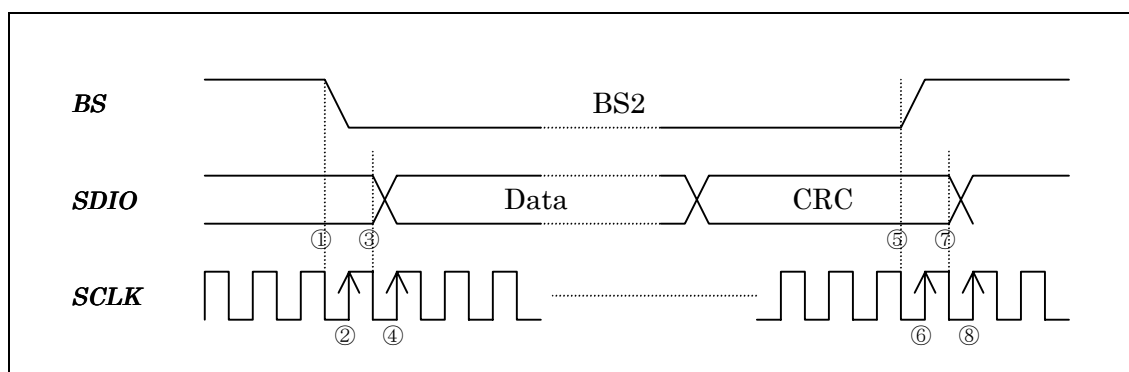 BS
BS2
SDIO
Data
CRC
① ③ ⑤ ⑦
SCLK
② ④ ⑥ ⑧